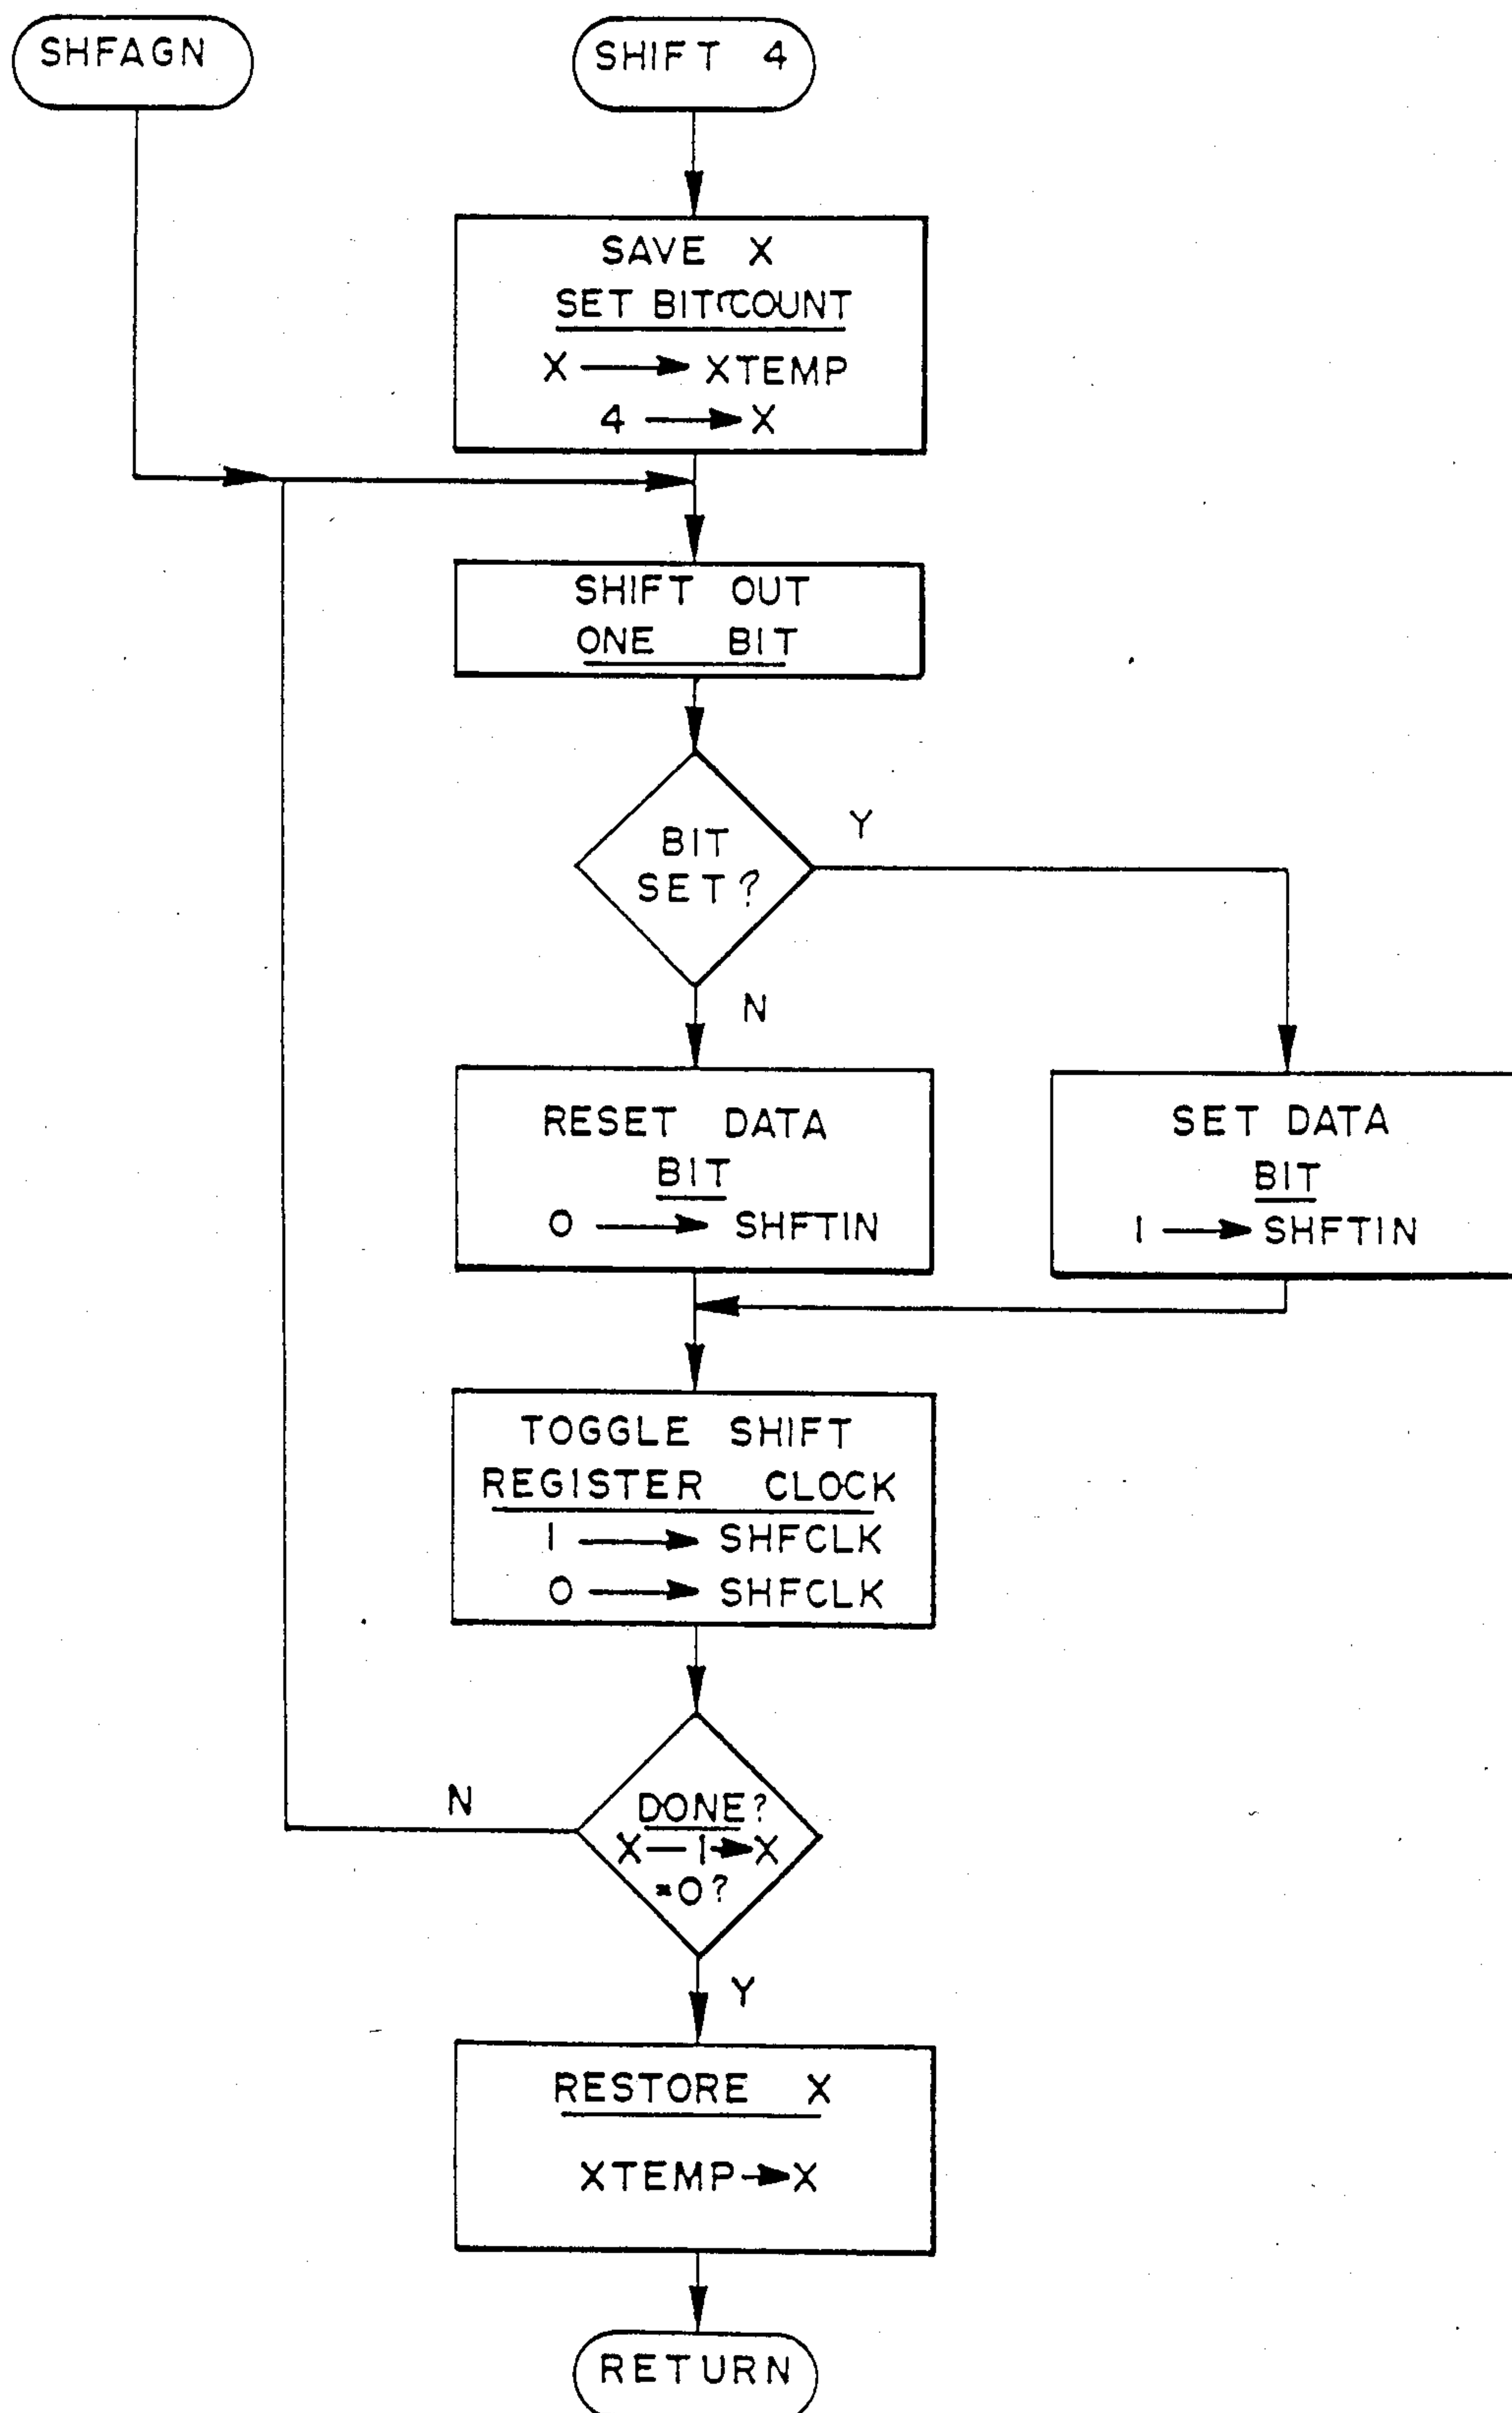 SHFAGN
SHIFT 4
SAVE X
SET BIT COUNT
X → XTEMP
4 → X
SHIFT OUT
ONE BIT
BIT
SET?
Y
N
RESET DATA
BIT
0 → SHFTIN
SET DATA
BIT
1 → SHFTIN
TOGGLE SHIFT
REGISTER CLOCK
1 → SHFCLK
0 → SHFCLK
N
DONE?
X—1→X
=0?
Y
RESTORE X
XTEMP→X
RETURN